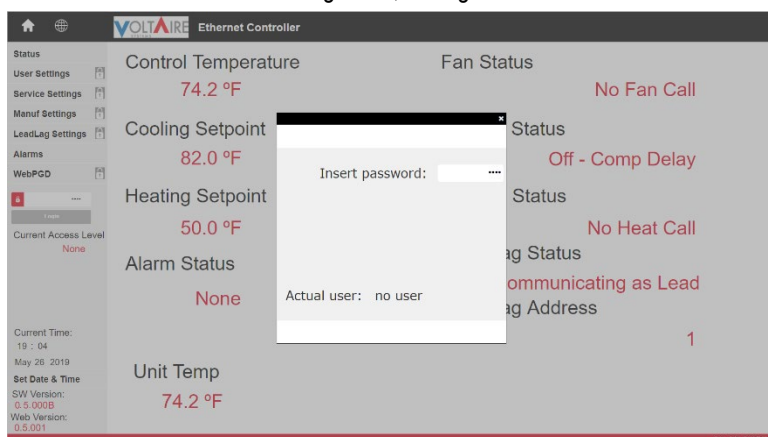 VOLTAIRE Ethernet Controller
Status
User Settings
Service Settings
Manuf Settings
LeadLag Settings
Alarms
WebPGD
••••
Login
Current Access Level
None
Current Time:
19 : 04
May 26 2019
Set Date & Time
SW Version:
0.5.000B
Web Version:
0.5.001
Control Temperature
74.2 ºF
Cooling Setpoint
82.0 ºF
Heating Setpoint
50.0 ºF
Alarm Status
None
Unit Temp
74.2 ºF
Fan Status
No Fan Call
Status
Off - Comp Delay
Status
No Heat Call
ag Status
ommunicating as Lead
ag Address
1
×
Insert password: ••••
Actual user: no user